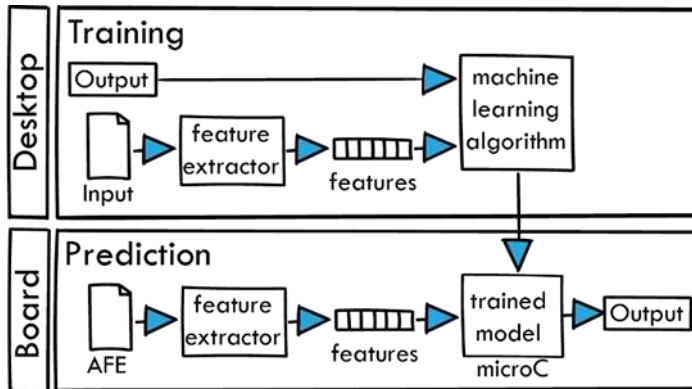 Desktop
Training
Output
machine
learning
algorithm
feature
extractor
features
Input
Board
Prediction
feature
extractor
features
trained
model
microC
Output
AFE